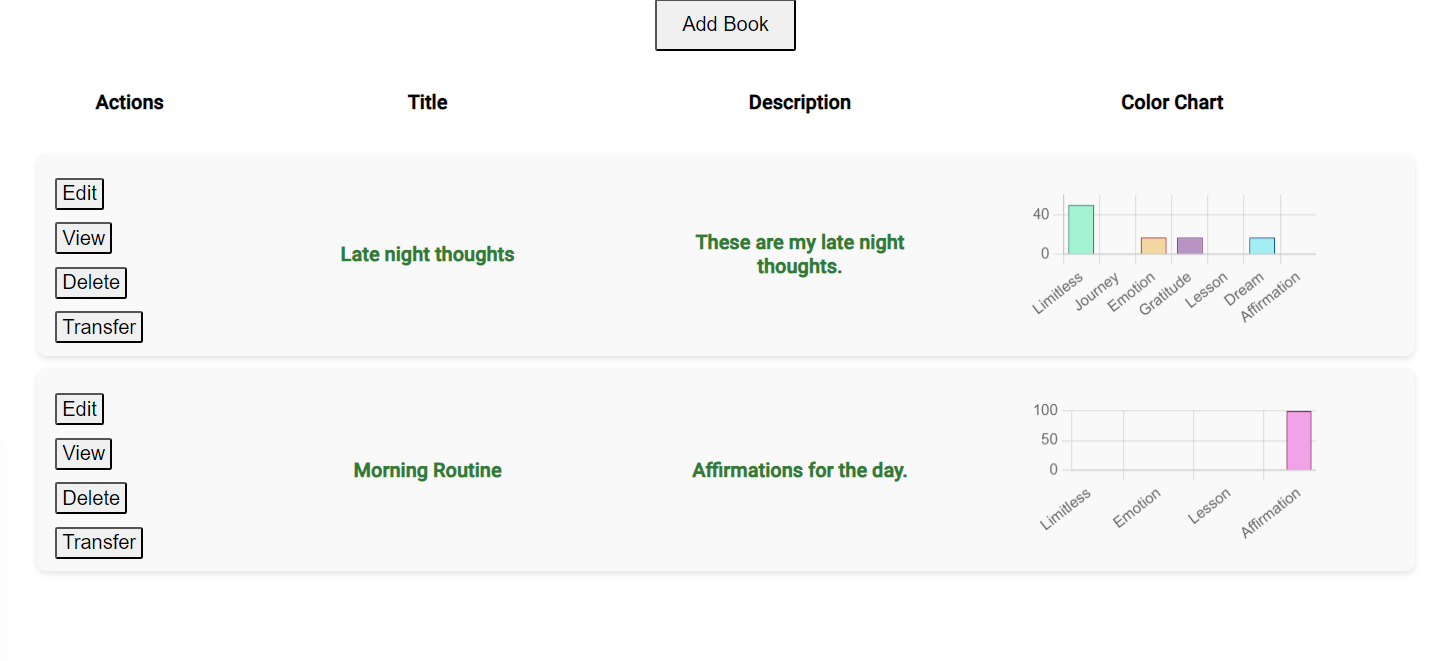 Add Book
Actions Title Description Color Chart
Edit
View
Delete
Transfer
Late night thoughts
These are my late night
thoughts.
40
0
Limitless
Journey
Emotion
Gratitude
Lesson
Dream
Affirmation
Edit
View
Delete
Transfer
Morning Routine
Affirmations for the day.
100
50
0
Limitless
Emotion
Lesson
Affirmation